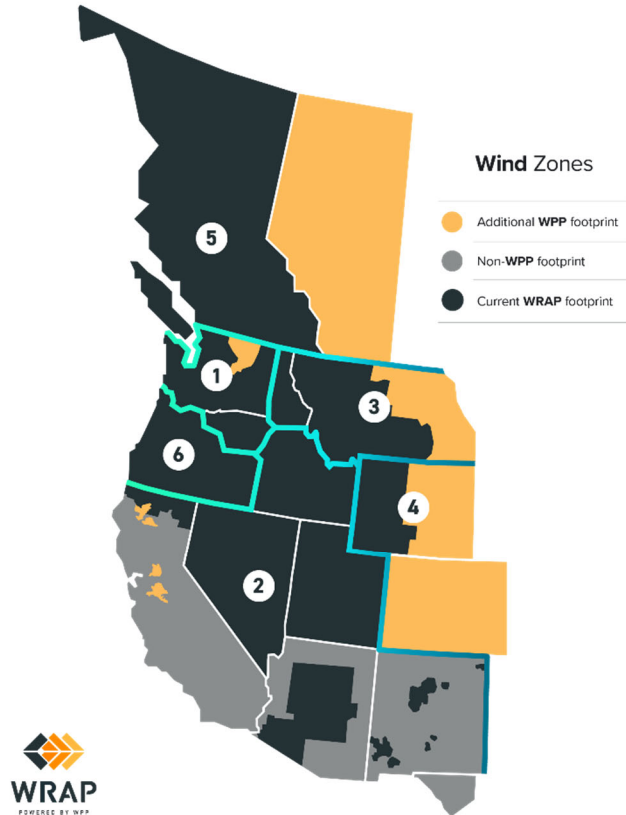 Wind Zones
Additional WPP footprint
Non-WPP footprint
Current WRAP footprint
5
1
3
6
4
2
WRAP
POWERED BY WPP